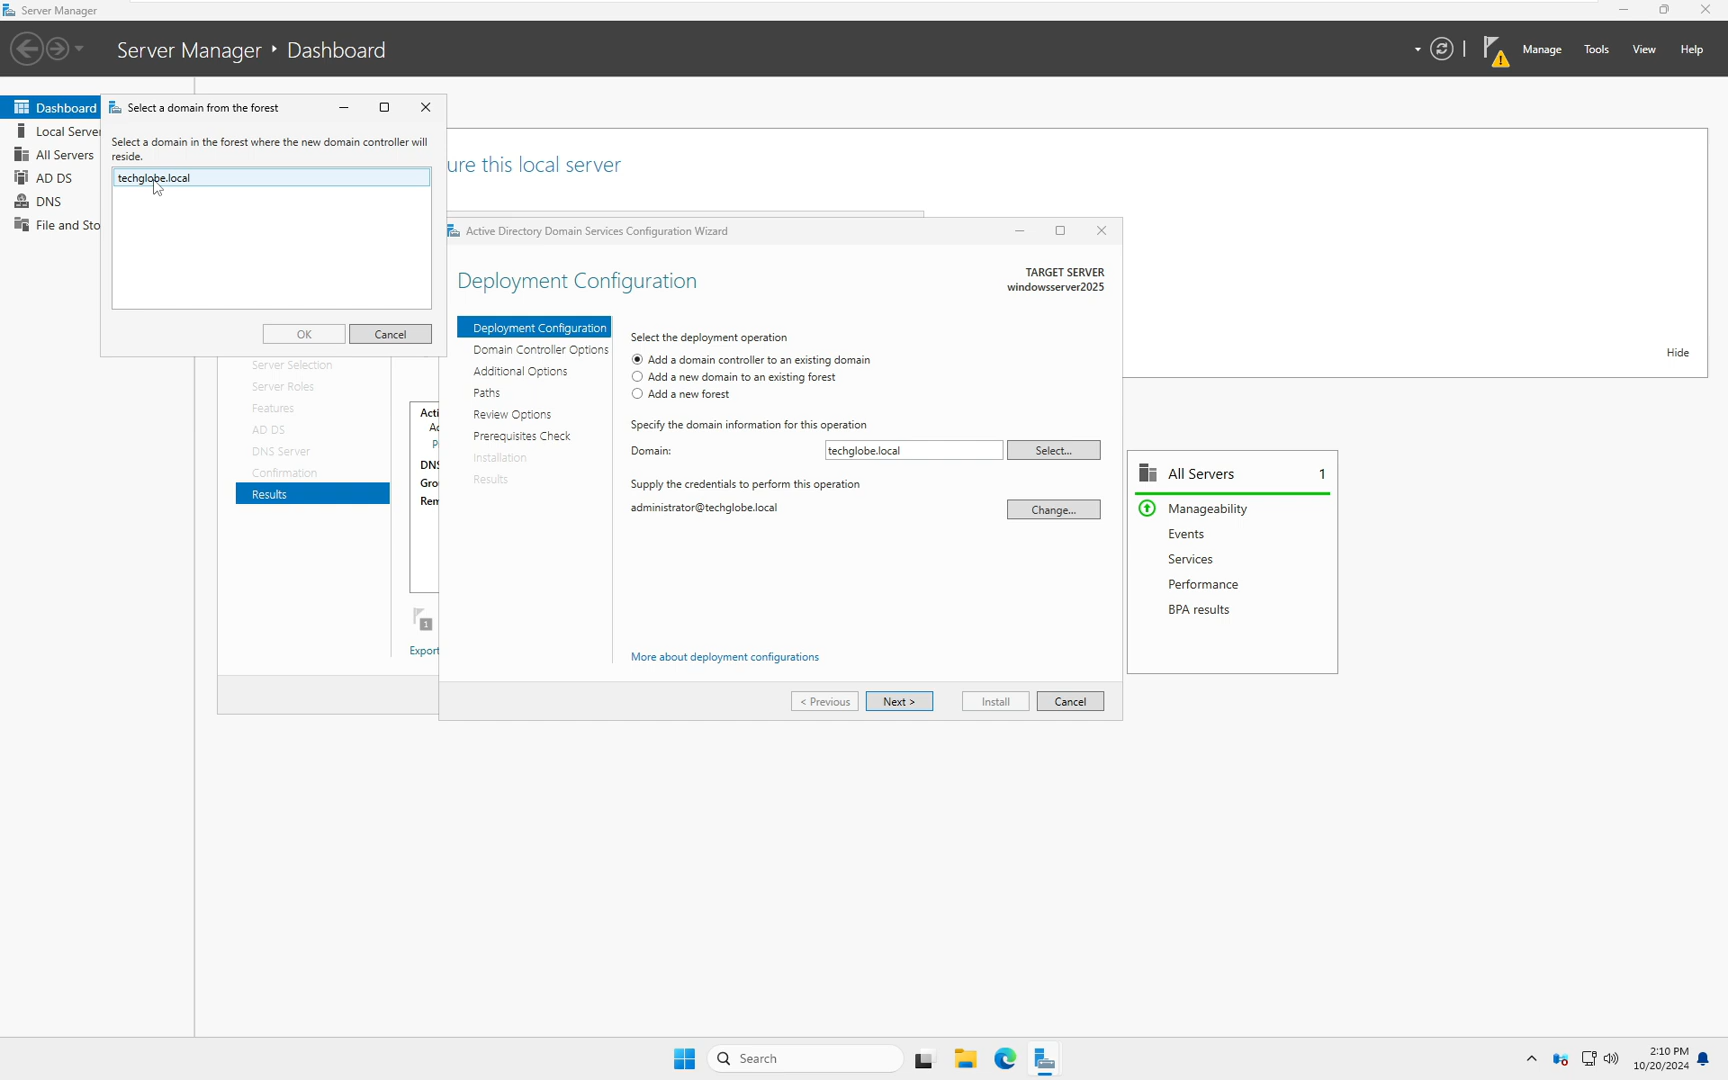 Server Manager
Server Manager ‣ Dashboard
Manage
Tools
View
Help
Dashboard
Local Server
All Servers
AD DS
DNS
File and Sto
Select a domain from the forest
Select a domain in the forest where the new domain controller will
reside.
techglobe.local
OK
Cancel
ure this local server
Hide
Server Selection
Server Roles
Features
AD DS
DNS Server
Confirmation
Results
Acti
Ac
P
DNS
Gro
Rem
1
Export
Active Directory Domain Services Configuration Wizard
Deployment Configuration
TARGET SERVER
windowsserver2025
Deployment Configuration
Domain Controller Options
Additional Options
Paths
Review Options
Prerequisites Check
Installation
Results
Select the deployment operation
Add a domain controller to an existing domain
Add a new domain to an existing forest
Add a new forest
Specify the domain information for this operation
Domain:
techglobe.local
Select...
Supply the credentials to perform this operation
administrator@techglobe.local
Change...
More about deployment configurations
< Previous
Next >
Install
Cancel
All Servers 1
Manageability
Events
Services
Performance
BPA results
Search
2:10 PM
10/20/2024